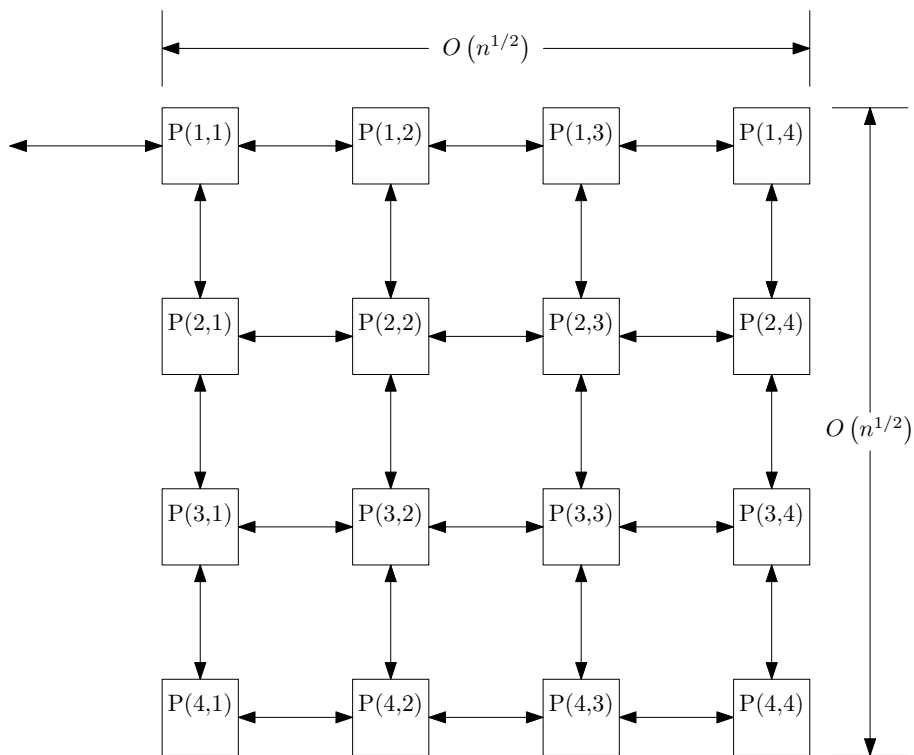 O (n^{1/2})
P(1,1) P(1,2) P(1,3) P(1,4)
P(2,1) P(2,2) P(2,3) P(2,4)
O (n^{1/2})
P(3,1) P(3,2) P(3,3) P(3,4)
P(4,1) P(4,2) P(4,3) P(4,4)